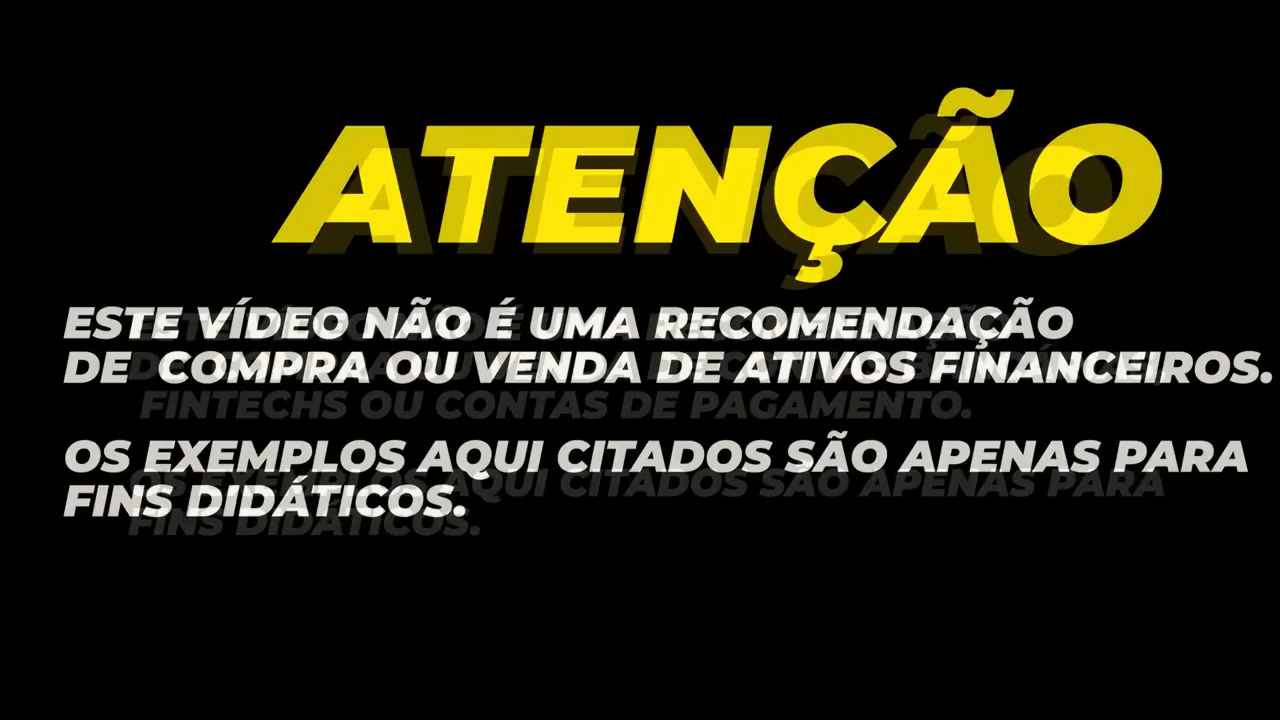 ATENÇÃO
ESTE VÍDEO NÃO É UMA RECOMENDAÇÃO
DE COMPRA OU VENDA DE ATIVOS FINANCEIROS.
FINTECHS OU CONTAS DE PAGAMENTO.
OS EXEMPLOS AQUI CITADOS SÃO APENAS PARA
FINS DIDÁTICOS.